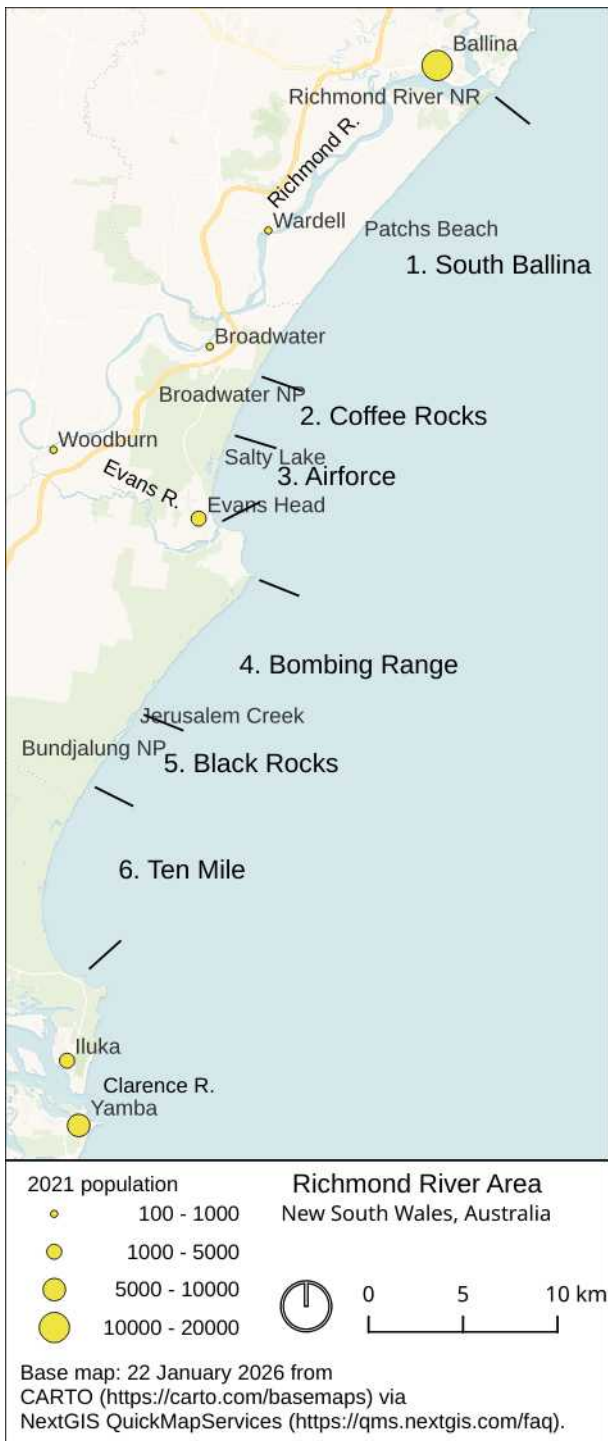 Ballina
Richmond River NR
Richmond R.
Wardell
Patchs Beach
1. South Ballina
Broadwater
Broadwater NP
2. Coffee Rocks
Woodburn
Salty Lake
Evans R.
3. Airforce
Evans Head
4. Bombing Range
Jerusalem Creek
Bundjalung NP
5. Black Rocks
6. Ten Mile
Iluka
Clarence R.
Yamba
2021 population
100 - 1000
1000 - 5000
5000 - 10000
10000 - 20000
Richmond River Area
New South Wales, Australia
0 5 10 km
Base map: 22 January 2026 from
CARTO (https://carto.com/basemaps) via
NextGIS QuickMapServices (https://qms.nextgis.com/faq).